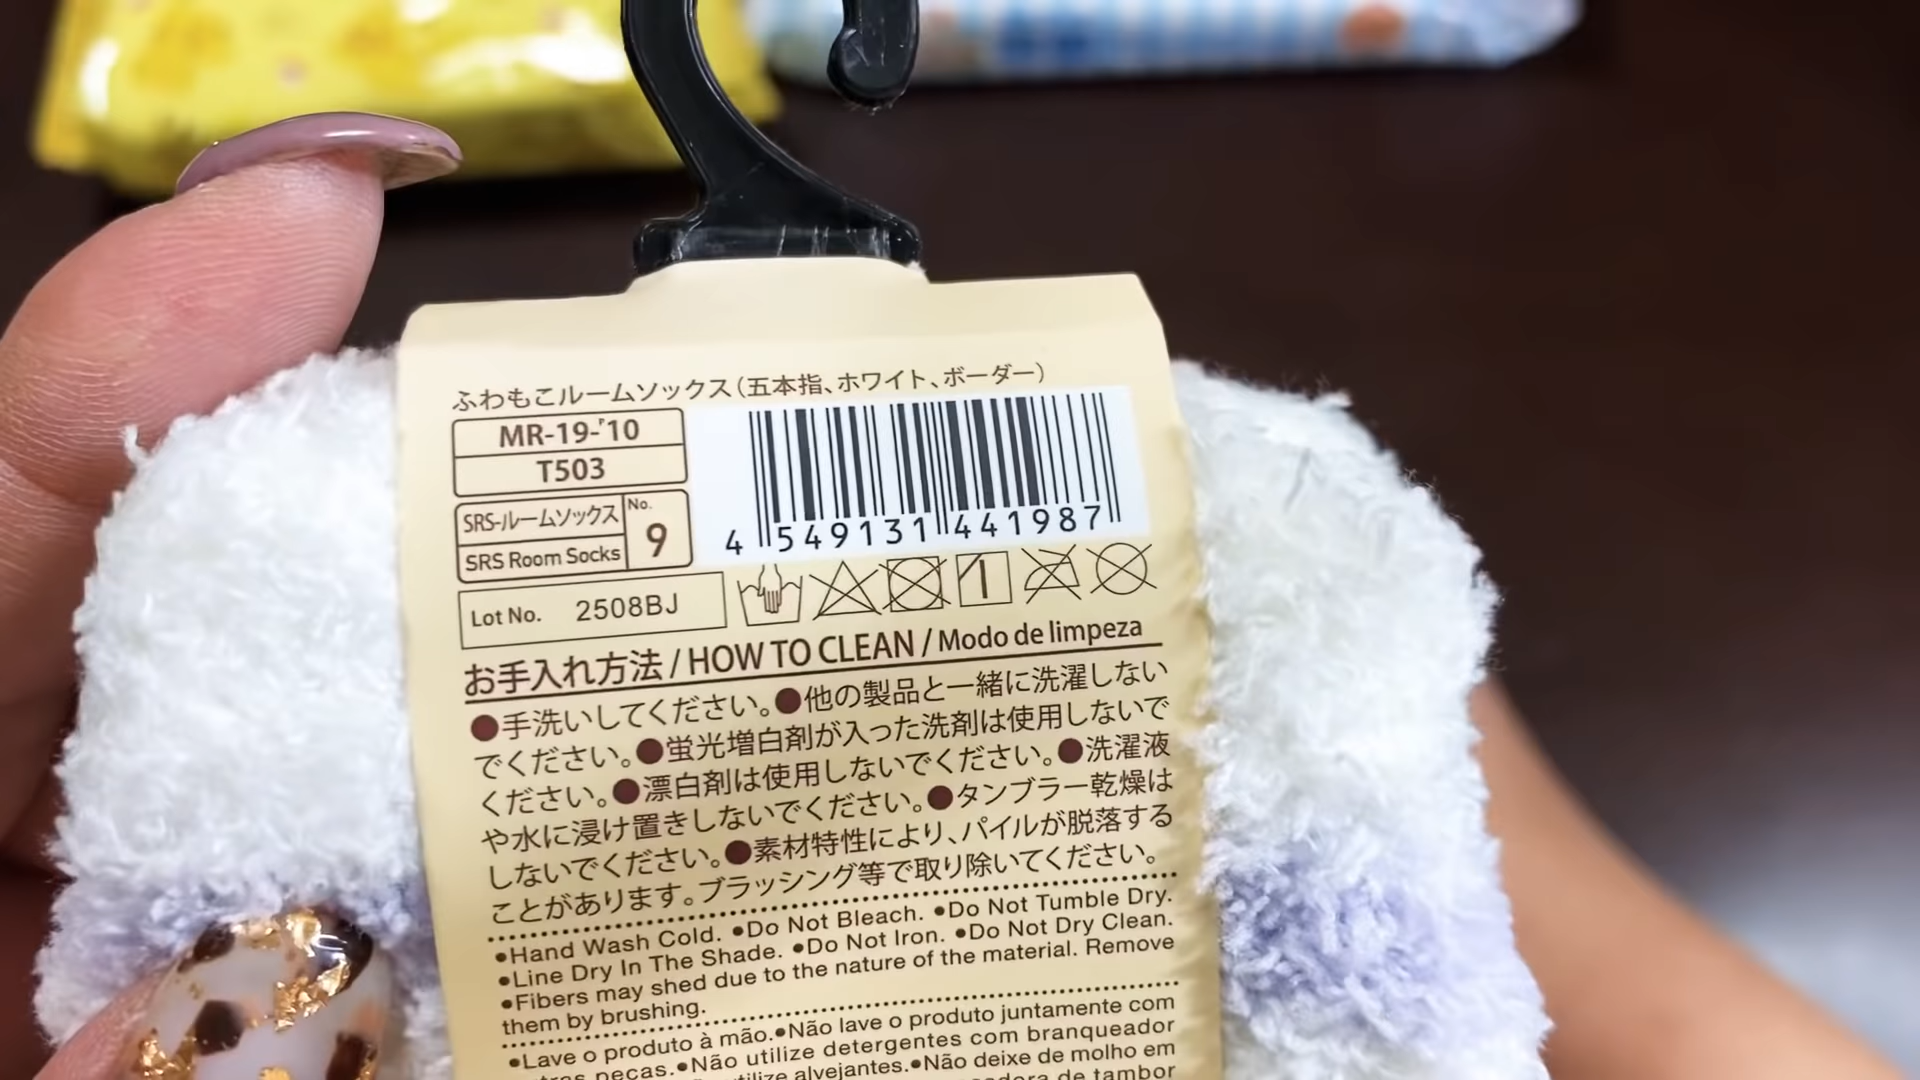 ふわもこルームソックス（五本指、ホワイト、ボーダー）
MR-19-'10
T503
SRS-ルームソックス
SRS Room Socks
No.
9
4 549131 441987
Lot No. 2508BJ
お手入れ方法 / HOW TO CLEAN / Modo de limpeza
●手洗いしてください。●他の製品と一緒に洗濯しない
でください。●蛍光増白剤が入った洗剤は使用しないで
ください。●漂白剤は使用しないでください。●洗濯液
や水に浸け置きしないでください。●タンブラー乾燥は
しないでください。●素材特性により、パイルが脱落する
ことがあります。ブラッシング等で取り除いてください。
●Hand Wash Cold. ●Do Not Bleach. ●Do Not Tumble Dry.
●Line Dry In The Shade. ●Do Not Iron. ●Do Not Dry Clean.
●Fibers may shed due to the nature of the material. Remove
them by brushing.
●Lave o produto à mão.●Não lave o produto juntamente com
peças.●Não utilize detergentes com branqueador
utilize alvejantes.●Não deixe de molho em
de tambor